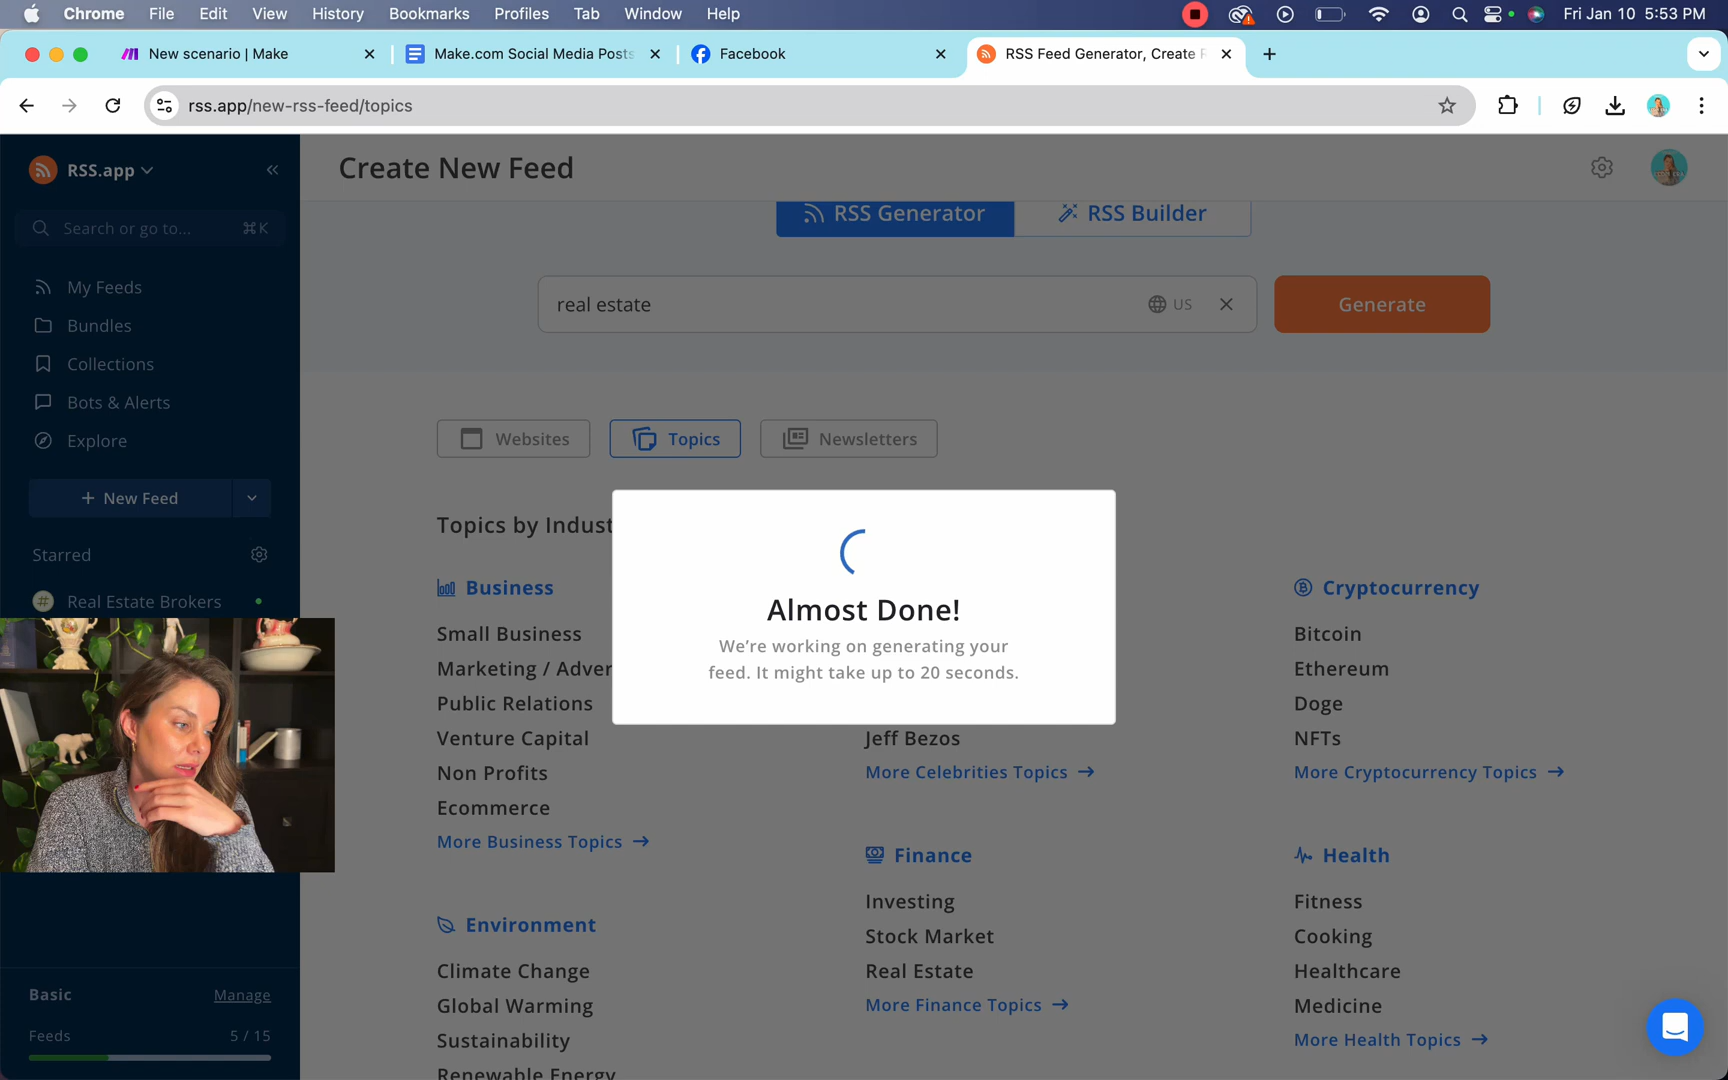 Chrome File Edit View History Bookmarks Profiles Tab Window Help Fri Jan 10 5:53 PM
New scenario | Make Make.com Social Media Posts Facebook RSS Feed Generator, Create
rss.app/new-rss-feed/topics
RSS.app
Create New Feed
Search or go to... ⌘K
RSS Generator RSS Builder
My Feeds
Bundles
Collections
Bots & Alerts
Explore
real estate US Generate
Websites Topics Newsletters
+ New Feed
Starred
Real Estate Brokers
Topics by Indust
Business
Small Business
Marketing / Adver
Public Relations
Venture Capital
Non Profits
Ecommerce
More Business Topics →
Almost Done!
We're working on generating your
feed. It might take up to 20 seconds.
Jeff Bezos
More Celebrities Topics →
Cryptocurrency
Bitcoin
Ethereum
Doge
NFTs
More Cryptocurrency Topics →
Environment
Climate Change
Global Warming
Sustainability
Renewable Energy
Finance
Investing
Stock Market
Real Estate
More Finance Topics →
Health
Fitness
Cooking
Healthcare
Medicine
More Health Topics →
Basic Manage
Feeds 5 / 15